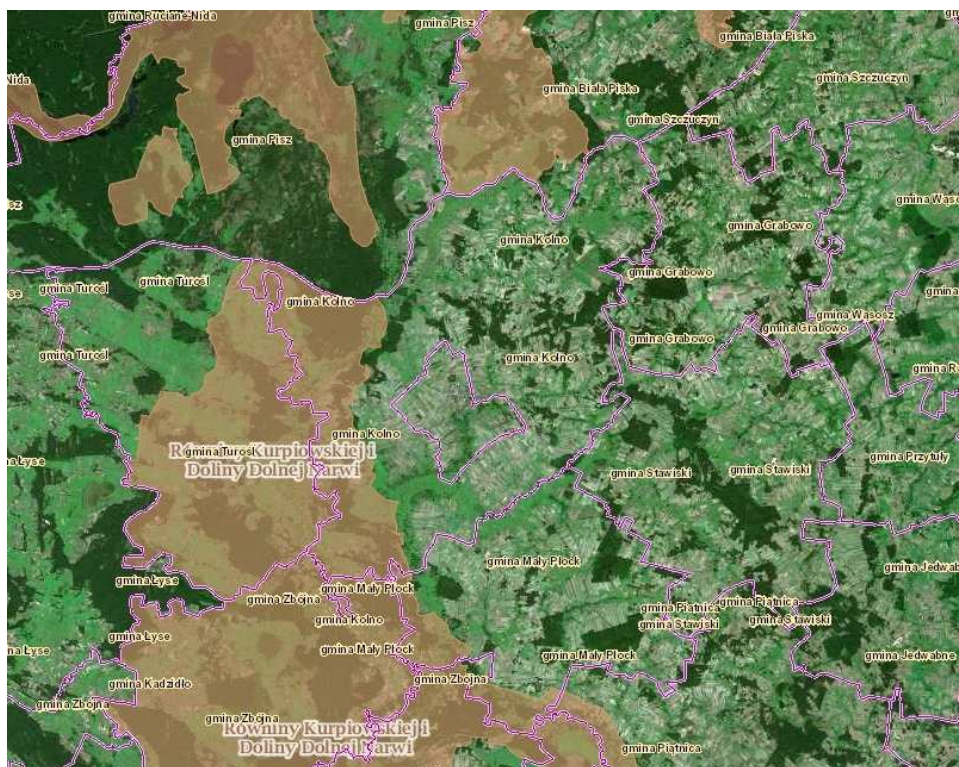 gmina Ruciane-Nida
gmina Pisz
gmina Biała Piska
Nida
gmina Szczuczyn
gmina Biała Piska
gmina Szczuczyn
gmina Pisz
gmina Kolno
gmina Grabowo
gmina Turośl
gmina Turośl
gmina Grabowo
gmina Kolno
gmina Wąsosz
gmina Grabowo
gmina Grabowo
gmina Turośl
gmina Kolno
gmina Kolno
gmina Turośl
Doliny Dolnej Narwi
gmina Łyse
gmina Stawiski
gmina Stawiski
gmina Przytuły
gmina Mały Płock
gmina Łyse
gmina Mały Płock
gmina Zbójna
gmina Kolno
gmina Piątnica
gmina Piątnica
gmina Stawiski
gmina Stawiski
gmina Łyse
gmina Mały Płock
gmina Mały Płock
gmina Jedwabne
gmina Kadzidło
gmina Zbójna
gmina Zbójna
gmina Zbójna
Równiny Kurpiowskiej i
Doliny Dolnej Narwi
gmina Piątnica